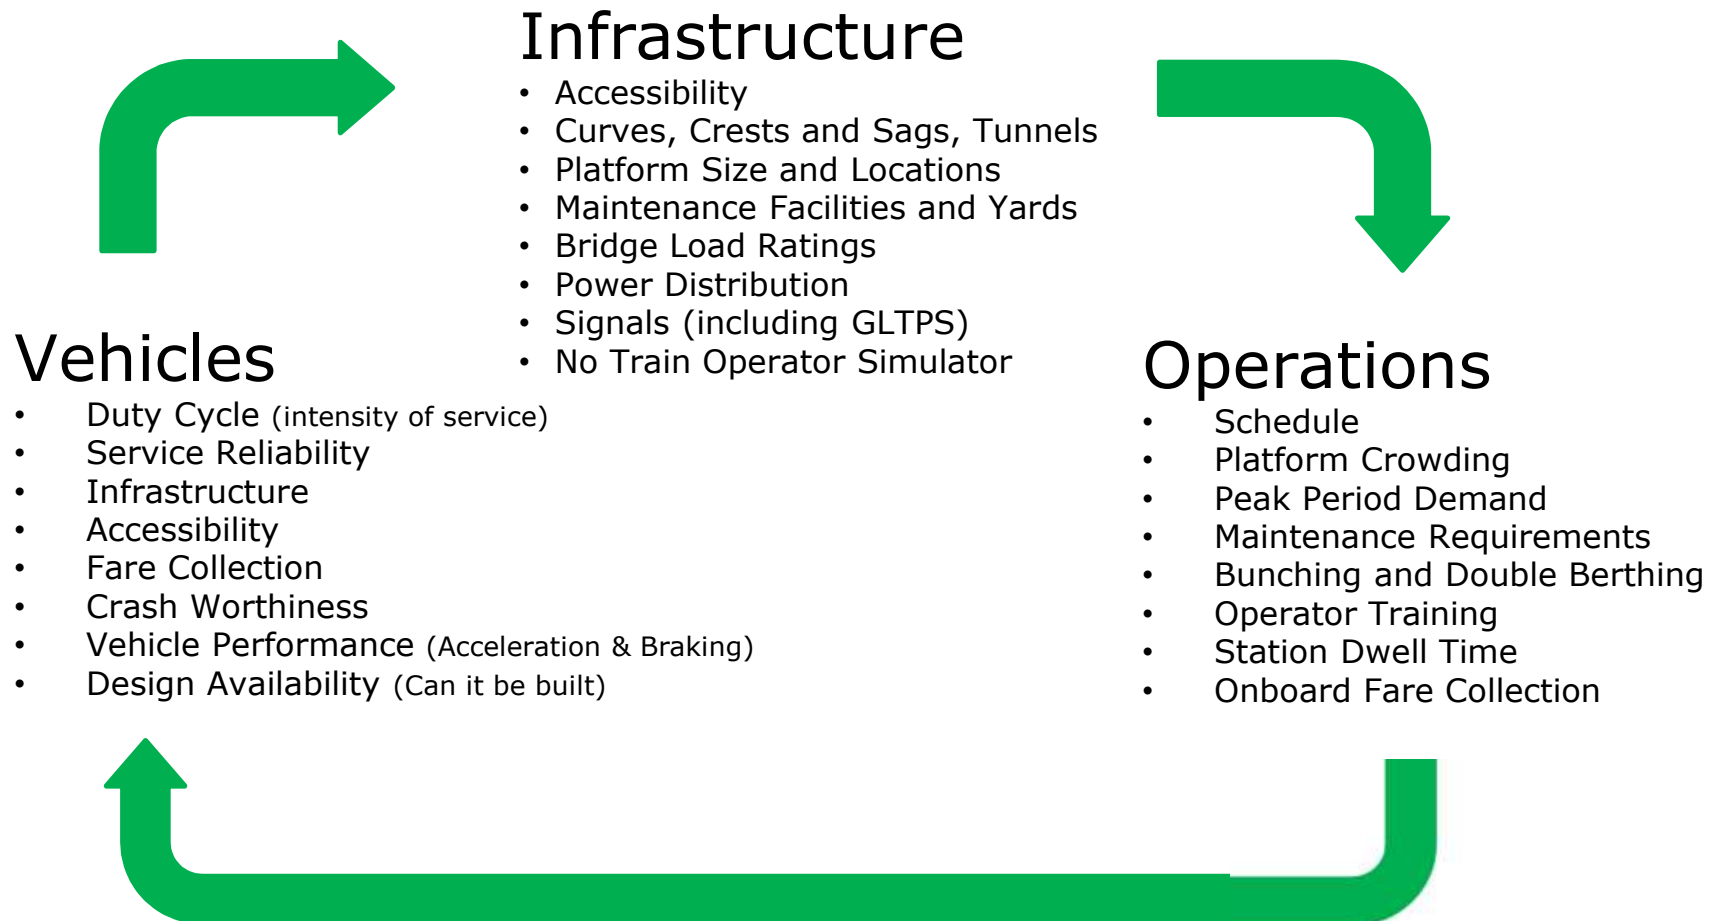 Infrastructure
• Accessibility
• Curves, Crests and Sags, Tunnels
• Platform Size and Locations
• Maintenance Facilities and Yards
• Bridge Load Ratings
• Power Distribution
• Signals (including GLTPS)
• No Train Operator Simulator
Vehicles
• Duty Cycle (intensity of service)
• Service Reliability
• Infrastructure
• Accessibility
• Fare Collection
• Crash Worthiness
• Vehicle Performance (Acceleration & Braking)
• Design Availability (Can it be built)
Operations
• Schedule
• Platform Crowding
• Peak Period Demand
• Maintenance Requirements
• Bunching and Double Berthing
• Operator Training
• Station Dwell Time
• Onboard Fare Collection